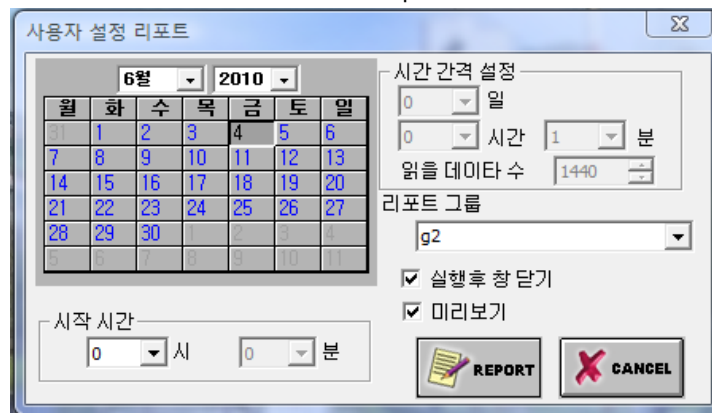 사용자 설정 리포트
6월 2010
월 화 수 목 금 토 일
31 1 2 3 4 5 6
7 8 9 10 11 12 13
14 15 16 17 18 19 20
21 22 23 24 25 26 27
28 29 30 1 2 3 4
5 6 7 8 9 10 11
시작 시간
0 시 0 분
시간 간격 설정
0 일
0 시간 1 분
읽을 데이타 수 1440
리포트 그룹
g2
실행후 창 닫기
미리보기
REPORT CANCEL